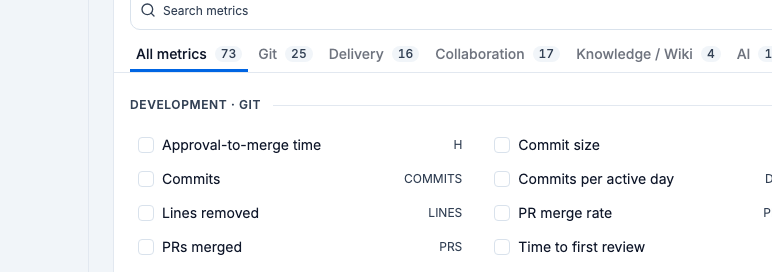 Search metrics
All metrics 73 Git 25 Delivery 16 Collaboration 17 Knowledge / Wiki 4 AI 1
DEVELOPMENT · GIT
Approval-to-merge time H Commit size
Commits COMMITS Commits per active day D
Lines removed LINES PR merge rate P
PRs merged PRS Time to first review